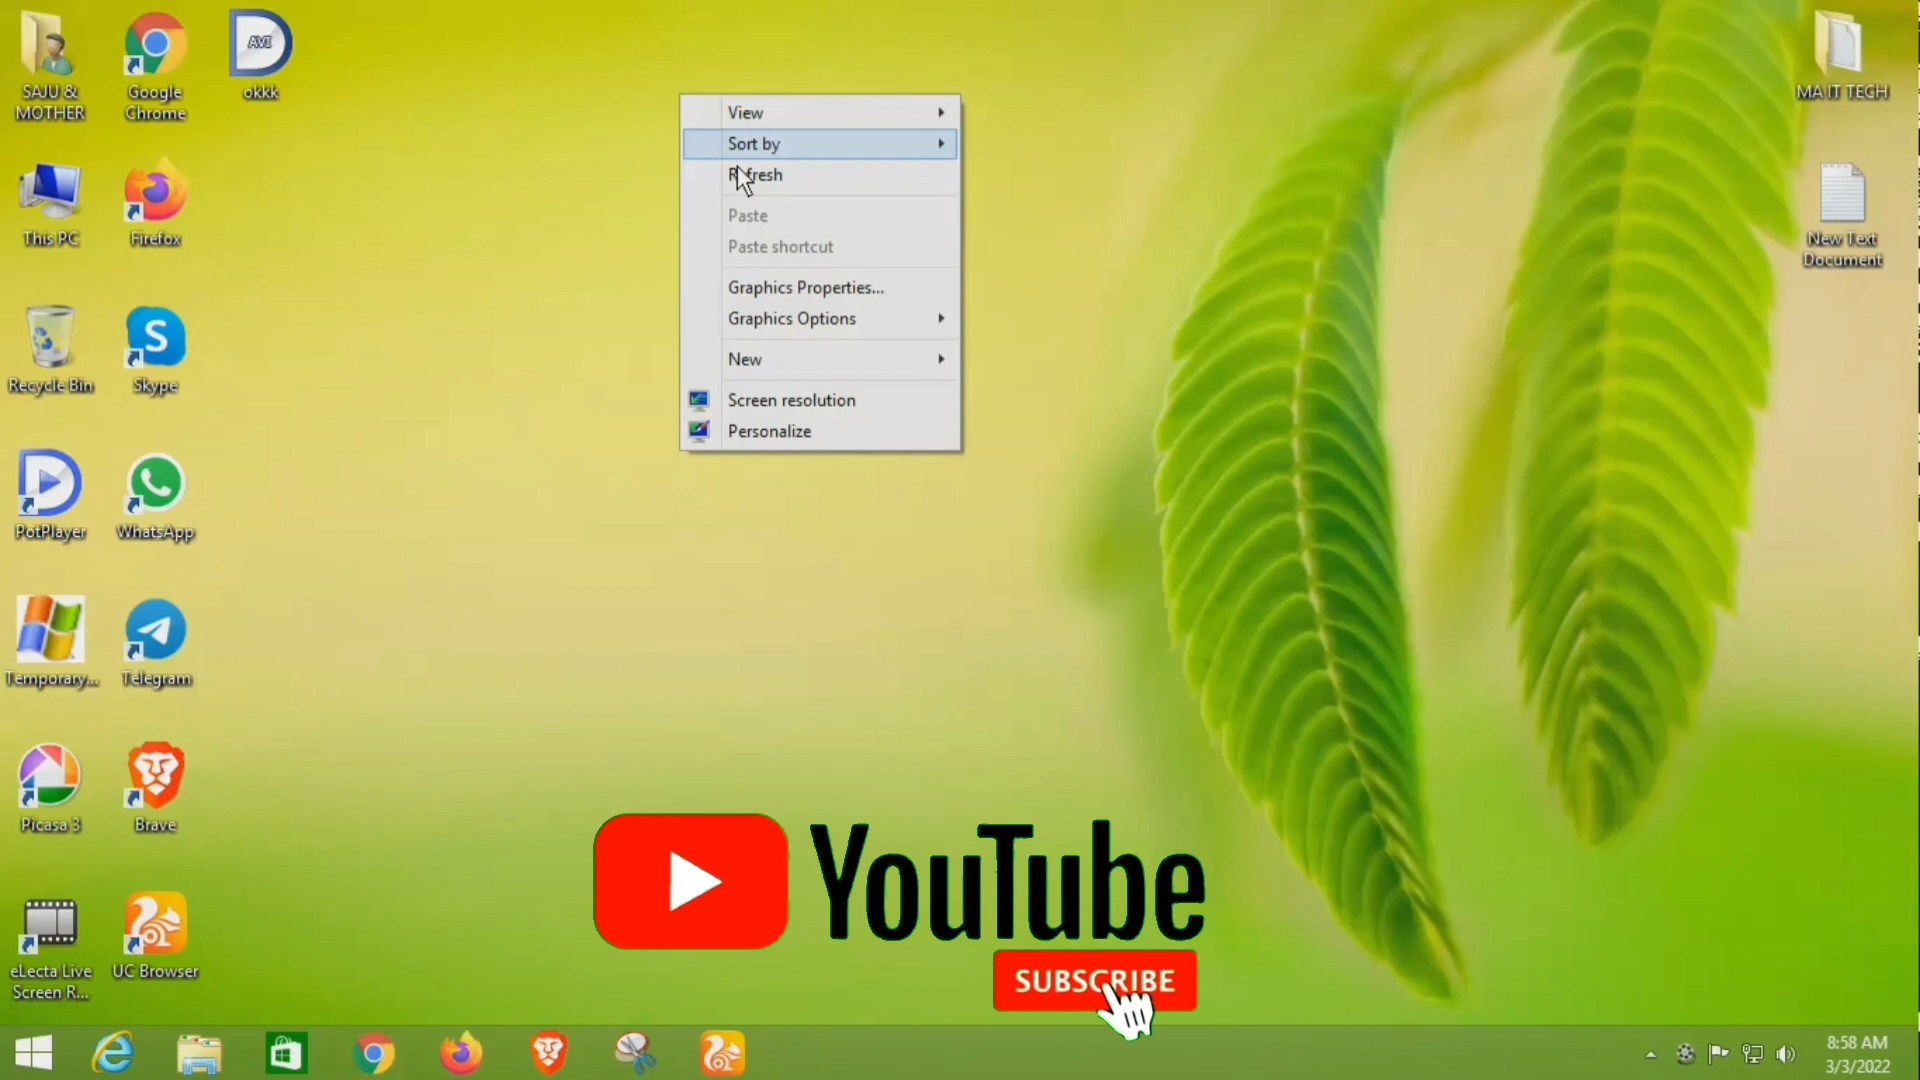 SAJU &
MOTHER
Google
Chrome
AVI
okkk
MA IT TECH
This PC
Firefox
New Text
Document
Recycle Bin
S
Skype
PotPlayer
WhatsApp
Temporary...
Telegram
Picasa 3
Brave
eLecta Live
Screen R...
UC Browser
View
Sort by
Refresh
Paste
Paste shortcut
Graphics Properties...
Graphics Options
New
Screen resolution
Personalize
YouTube
SUBSCRIBE
8:58 AM
3/3/2022